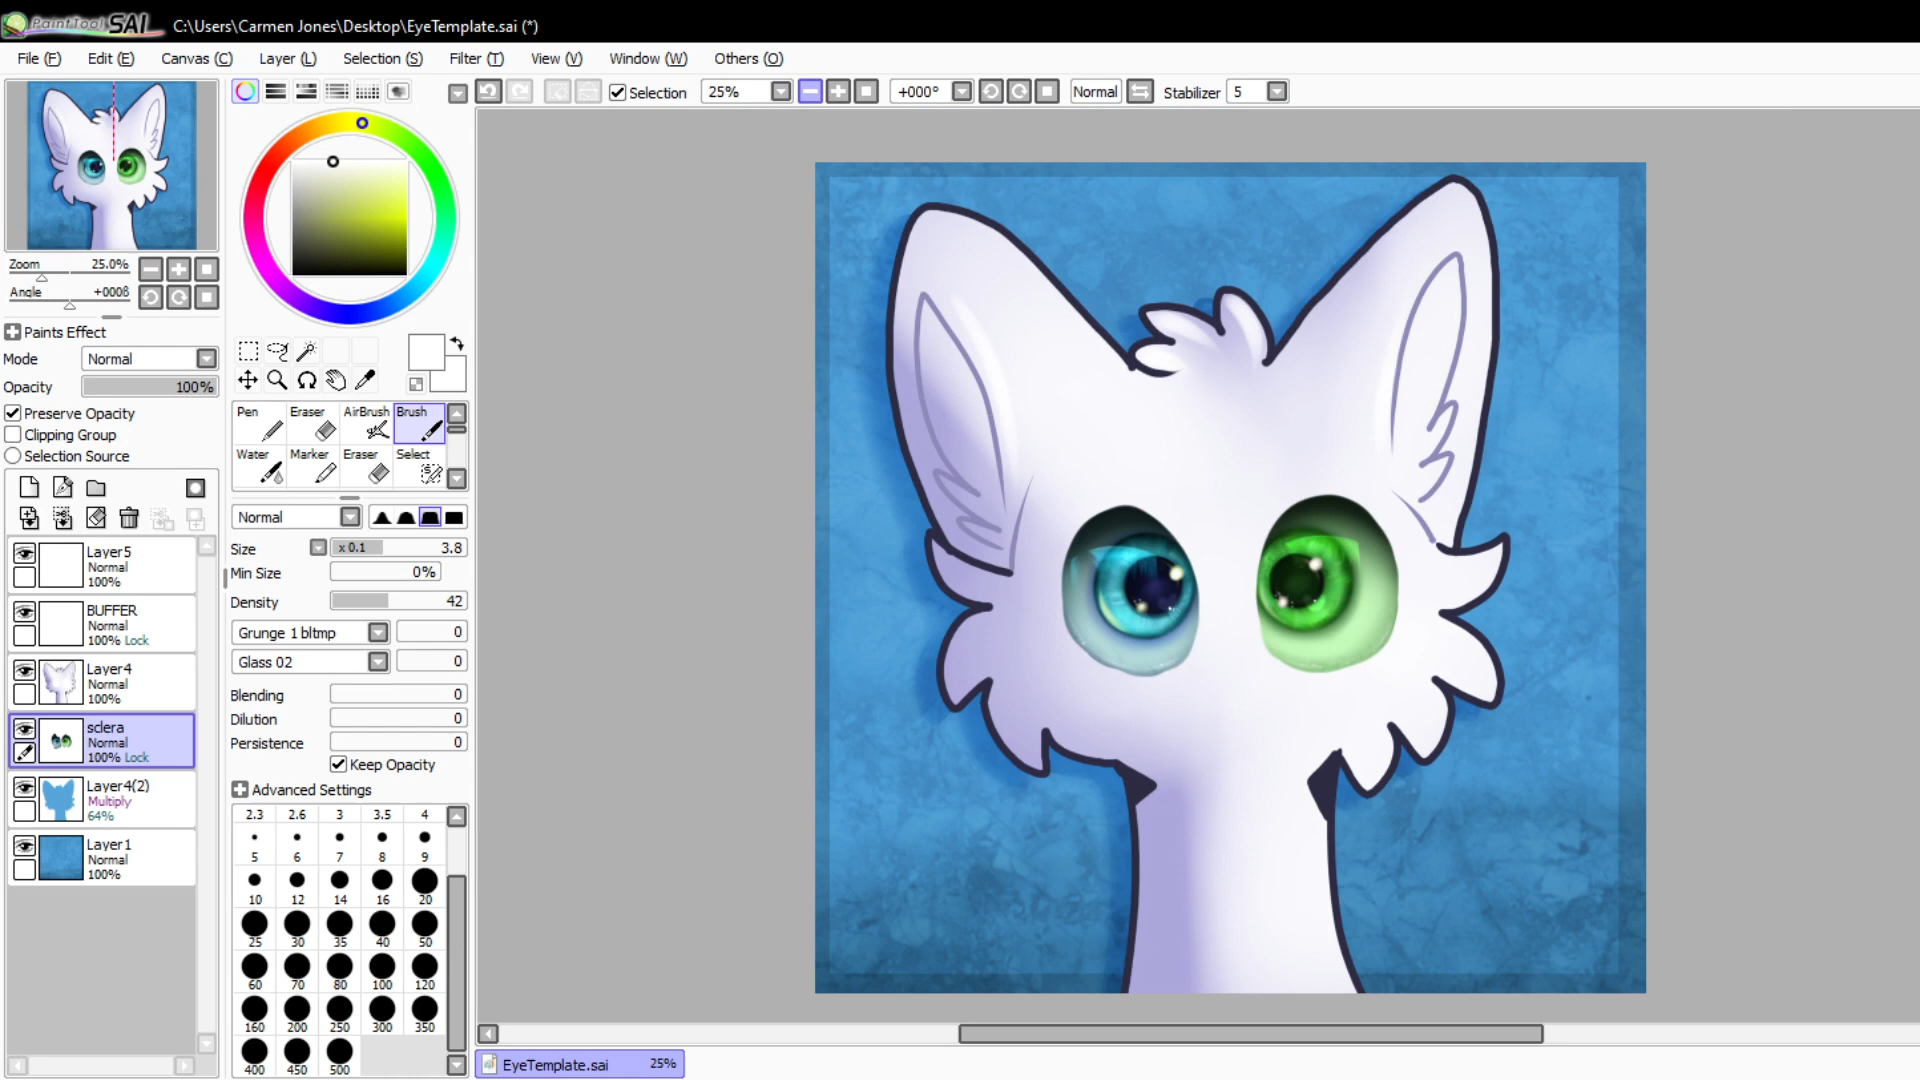 PaintTool SAI C:\Users\Carmen Jones\Desktop\EyeTemplate.sai (*)
File (F) Edit (E) Canvas (C) Layer (L) Selection (S) Filter (T) View (V) Window (W) Others (O)
Selection 25% +000° Normal Stabilizer 5
Zoom 25.0%
Angle +000ß
Paints Effect
Mode Normal
Opacity 100%
Preserve Opacity
Clipping Group
Selection Source
Layer5
Normal
100%
BUFFER
Normal
100% Lock
Layer4
Normal
100%
sclera
Normal
100% Lock
Layer4(2)
Multiply
64%
Layer1
Normal
100%
Pen Eraser AirBrush Brush
Water Marker Eraser Select
Normal
Size x 0.1 3.8
Min Size 0%
Density 42
Grunge 1 bltmp 0
Glass 02 0
Blending 0
Dilution 0
Persistence 0
Keep Opacity
Advanced Settings
2.3 2.6 3 3.5 4
5 6 7 8 9
10 12 14 16 20
25 30 35 40 50
60 70 80 100 120
160 200 250 300 350
400 450 500
EyeTemplate.sai 25%